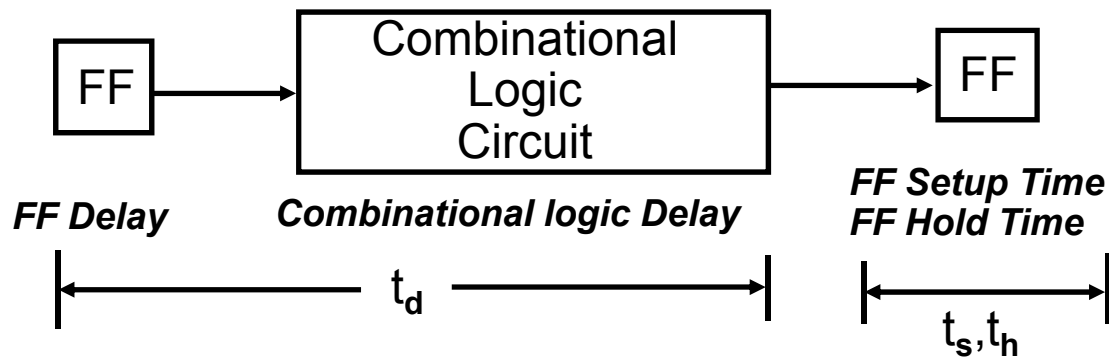 FF
Combinational
Logic
Circuit
FF
FF Delay
Combinational logic Delay
FF Setup Time
FF Hold Time
td
ts,th